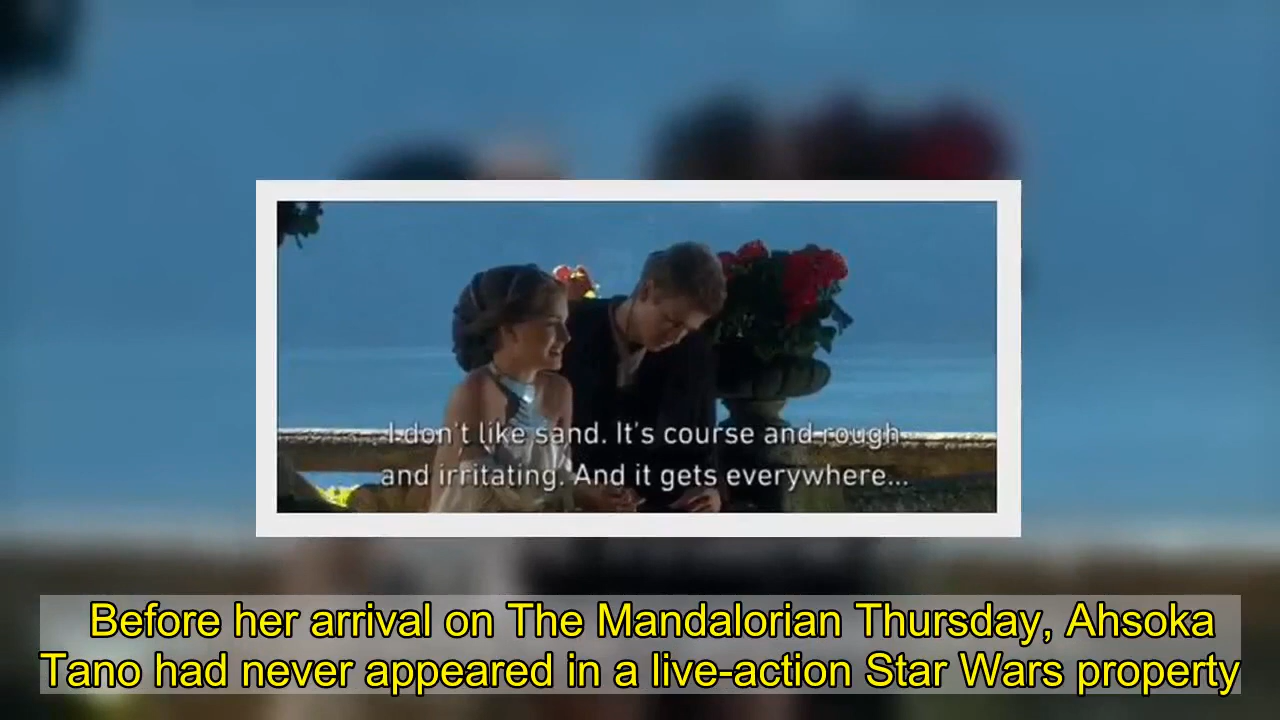 I don't like sand. It's course and rough
and irritating. And it gets everywhere...
Before her arrival on The Mandalorian Thursday, Ahsoka
Tano had never appeared in a live-action Star Wars property